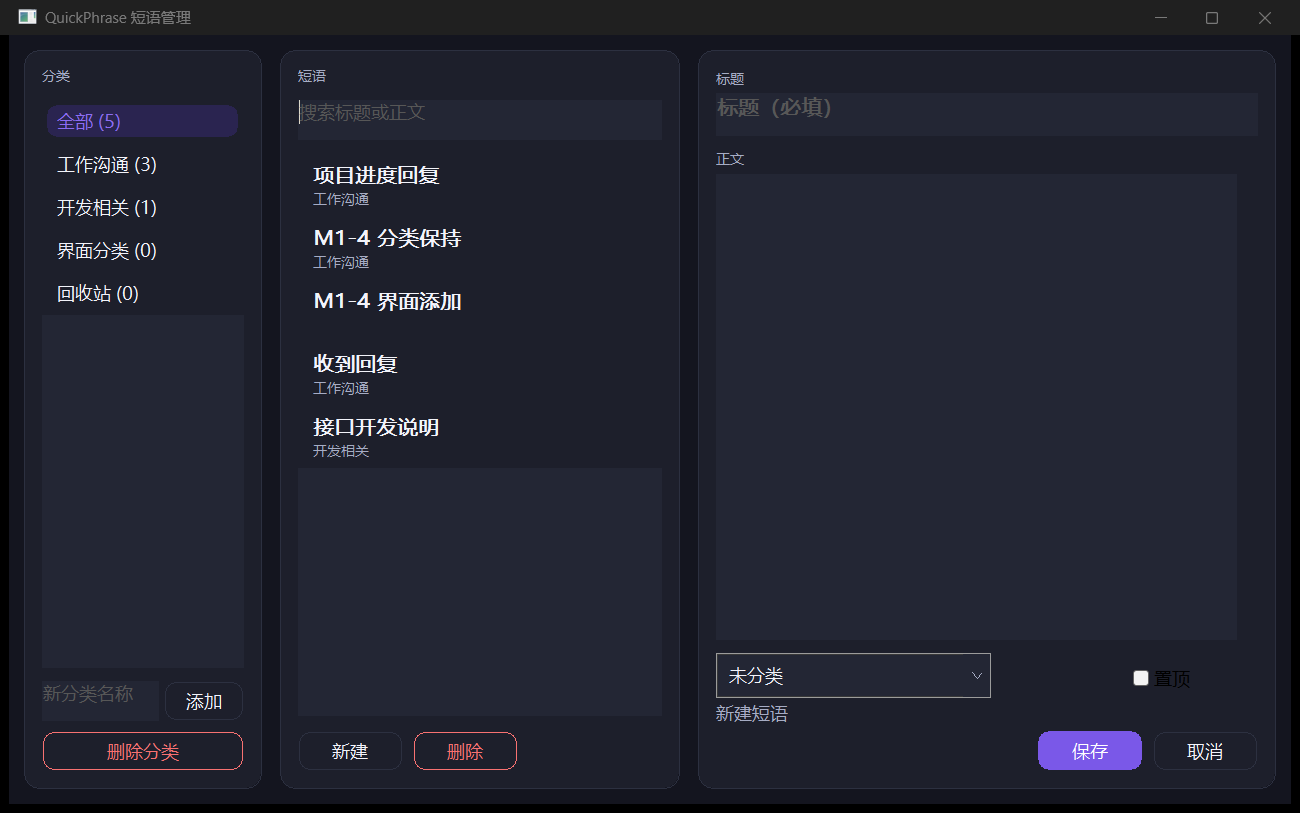 QuickPhrase 短语管理
分类
全部 (5)
工作沟通 (3)
开发相关 (1)
界面分类 (0)
回收站 (0)
新分类名称
添加
删除分类
短语
搜索标题或正文
项目进度回复
工作沟通
M1-4 分类保持
工作沟通
M1-4 界面添加
收到回复
工作沟通
接口开发说明
开发相关
新建
删除
标题
标题（必填）
正文
未分类
置顶
新建短语
保存
取消